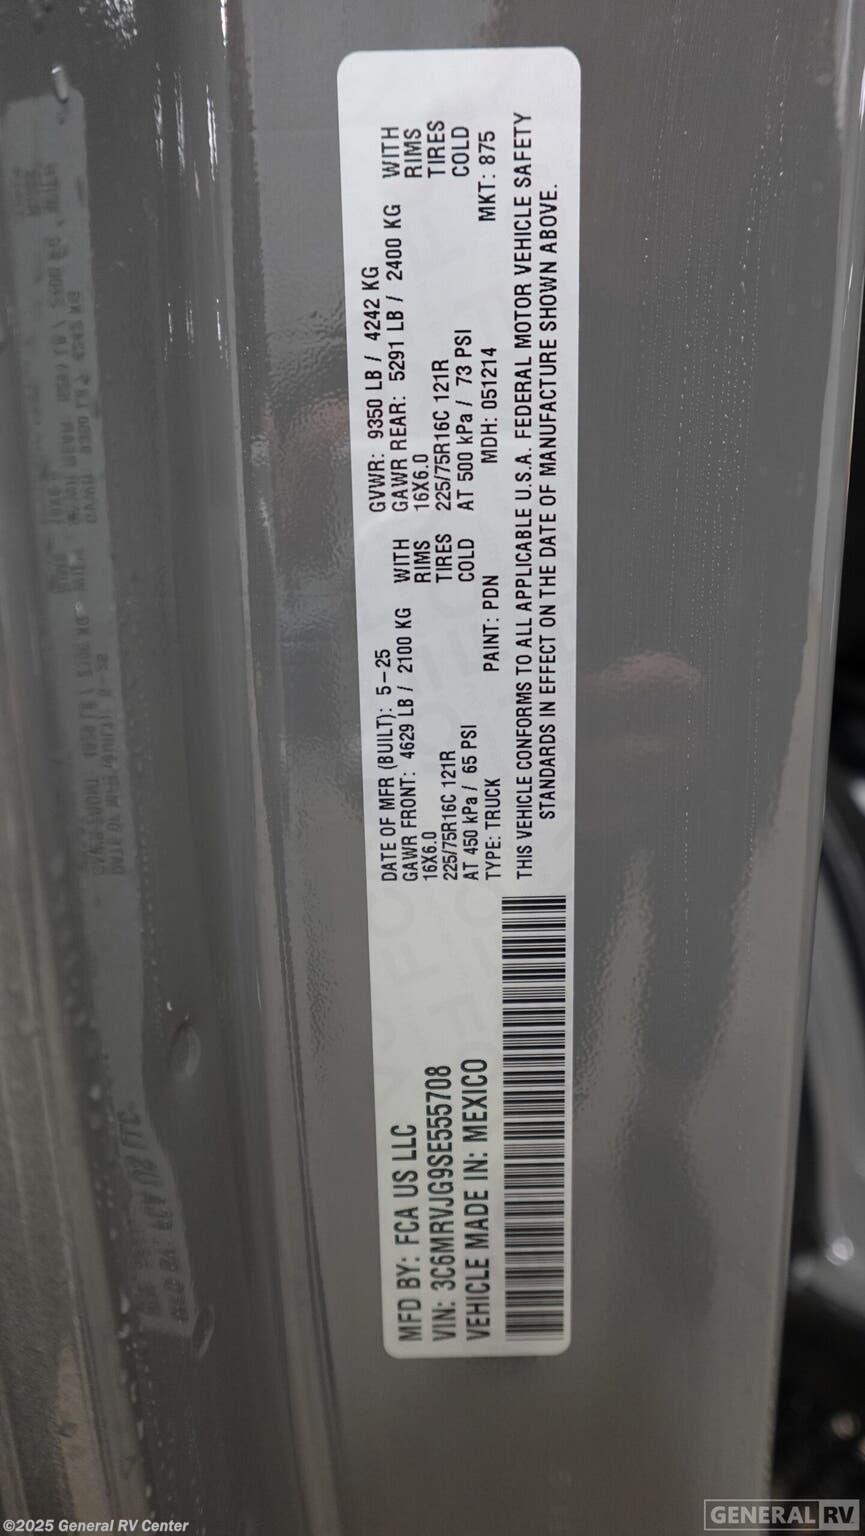 MFD BY: FCA US LLC
VIN: 3C6MRVJG9SE555708
VEHICLE MADE IN: MEXICO
DATE OF MFR (BUILT): 5-25 GVWR: 9350 LB / 4242 KG
GAWR FRONT: 4629 LB / 2100 KG WITH GAWR REAR: 5291 LB / 2400 KG WITH
16X6.0 RIMS 16X6.0 RIMS
225/75R16C 121R TIRES 225/75R16C 121R TIRES
AT 450 kPa / 65 PSI COLD AT 500 kPa / 73 PSI COLD
TYPE: TRUCK PAINT: PDN MDH: 051214 MKT: 875
THIS VEHICLE CONFORMS TO ALL APPLICABLE U.S.A. FEDERAL MOTOR VEHICLE SAFETY
STANDARDS IN EFFECT ON THE DATE OF MANUFACTURE SHOWN ABOVE.
©2025 General RV Center
GENERAL RV